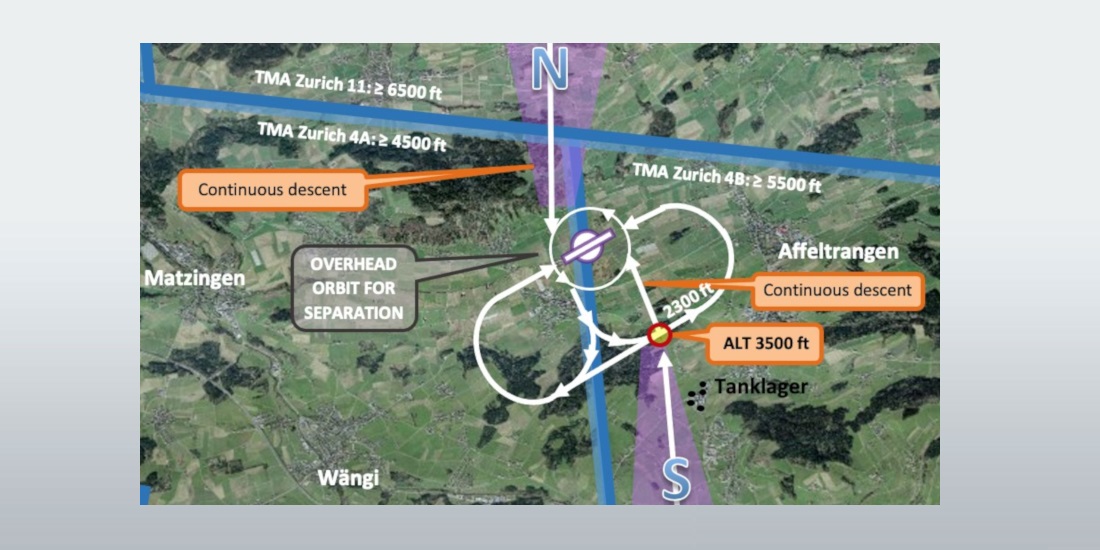 N
TMA Zurich 11: ≥ 6500 ft
TMA Zurich 4A: ≥ 4500 ft
TMA Zurich 4B: ≥ 5500 ft
Continuous descent
Affeltrangen
OVERHEAD
ORBIT FOR
SEPARATION
Matzingen
Continuous descent
2300 ft
ALT 3500 ft
Tanklager
Wängi
S